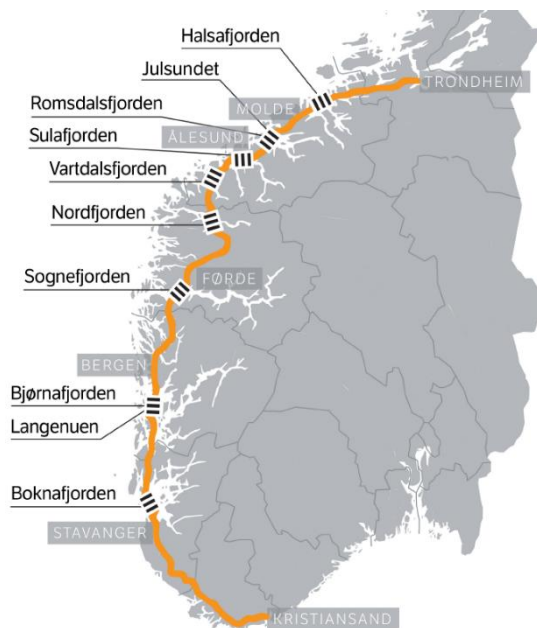 Halsafjorden
Julsundet
TRONDHEIM
Romsdalsfjorden
MOLDE
Sulafjorden
ÅLESUND
Vartdalsfjorden
Nordfjorden
Sognefjorden
FØRDE
BERGEN
Bjørnafjorden
Langenuen
Boknafjorden
STAVANGER
KRISTIANSAND